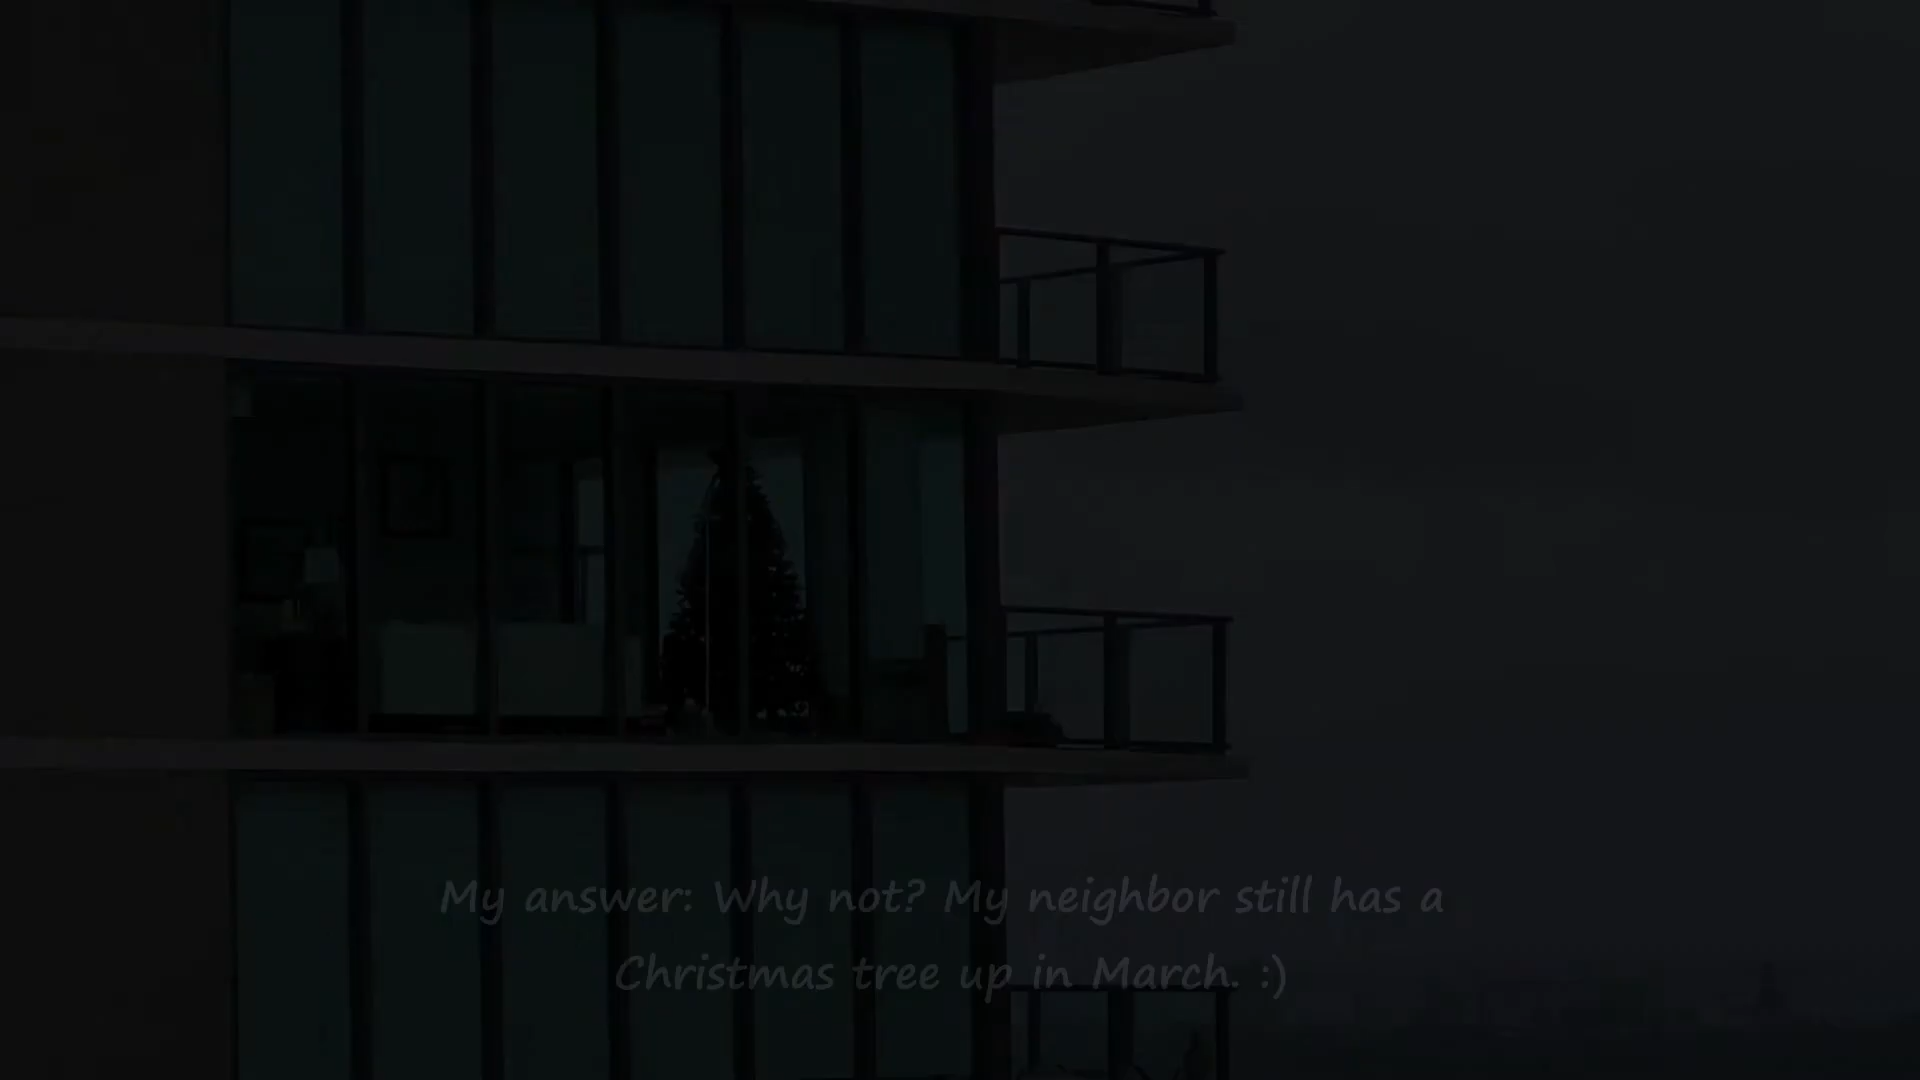 My answer: Why not? My neighbor still has a
Christmas tree up in March. :)